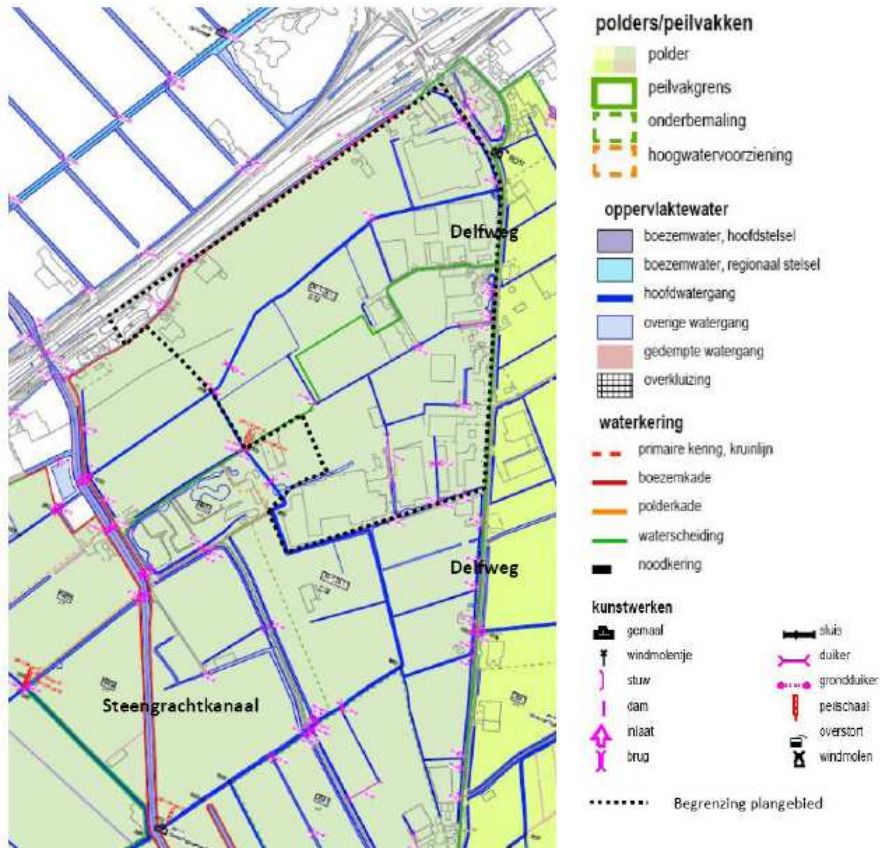 Delfweg
Delfweg
Steengrachtkanaal
polders/peilvakken
polder
peilvakgrens
onderbemaling
hoogwatervoorziening
oppervlaktewater
boezemwater, hoofdstelsel
boezemwater, regionaal stelsel
hoofdwatergang
overige watergang
gedempte watergang
overkluizing
waterkering
primaire kering, kruinlijn
boezemkade
polderkade
waterscheiding
noodkering
kunstwerken
gemaal
windmolentje
stuw
dam
inlaat
brug
sluis
duiker
grondduiker
peilschaal
overstort
windmolen
Begrenzing plangebied